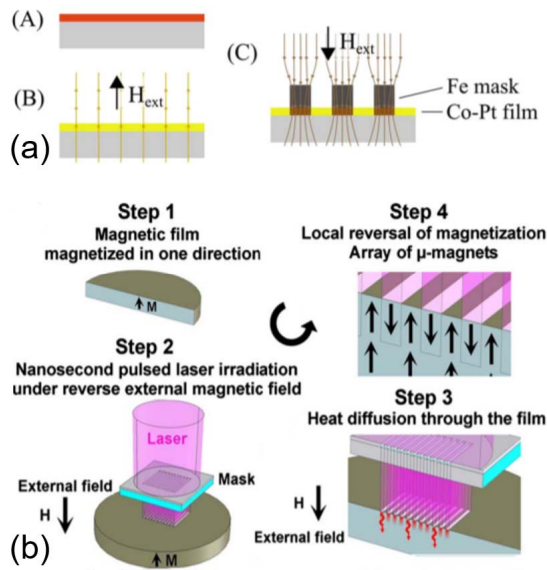 (A)
(B)
H_ext
(a)
(C)
H_ext
Fe mask
Co-Pt film
Step 1
Magnetic film
magnetized in one direction
M
Step 2
Nanosecond pulsed laser irradiation
under reverse external magnetic field
Laser
Mask
External field
H
M
(b)
Step 4
Local reversal of magnetization
Array of μ-magnets
Step 3
Heat diffusion through the film
H
External field